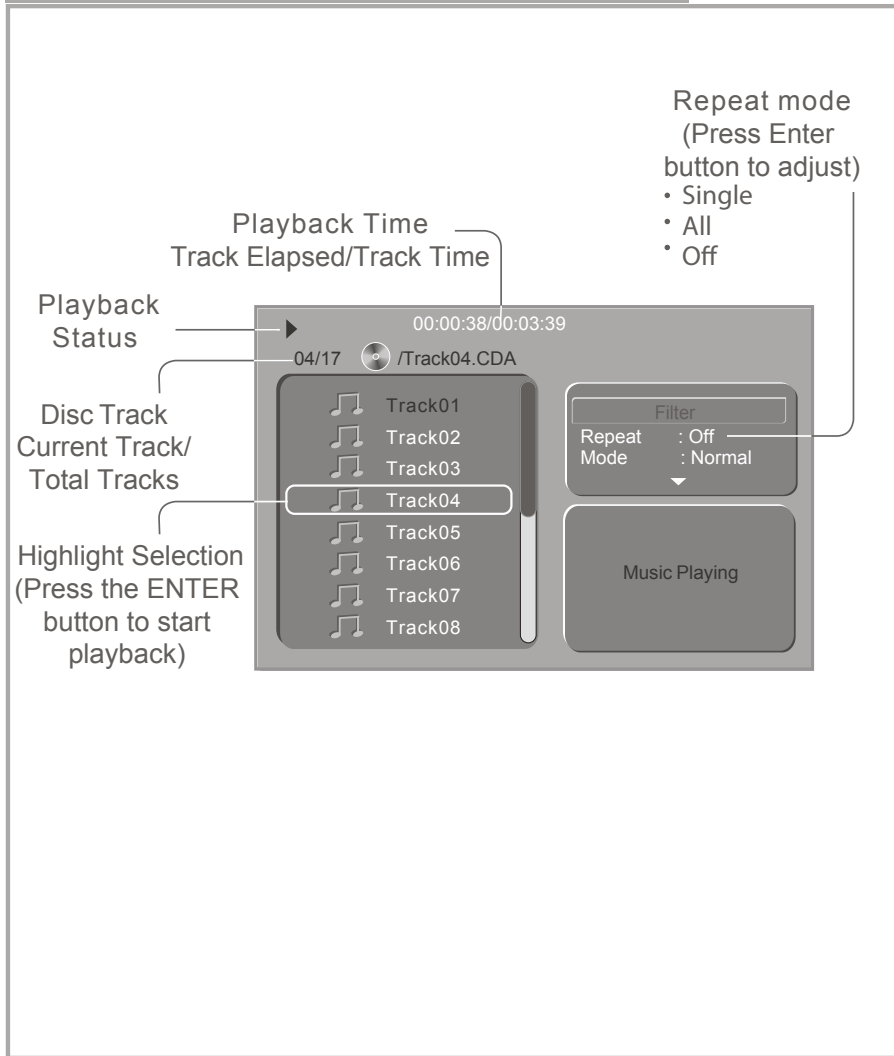 Repeat mode
(Press Enter
button to adjust)
• Single
• All
• Off
Playback Time
Track Elapsed/Track Time
Playback
Status
Disc Track
Current Track/
Total Tracks
Highlight Selection
(Press the ENTER
button to start
playback)
00:00:38/00:03:39
04/17 /Track04.CDA
Track01
Track02
Track03
Track04
Track05
Track06
Track07
Track08
Filter
Repeat : Off
Mode : Normal
Music Playing